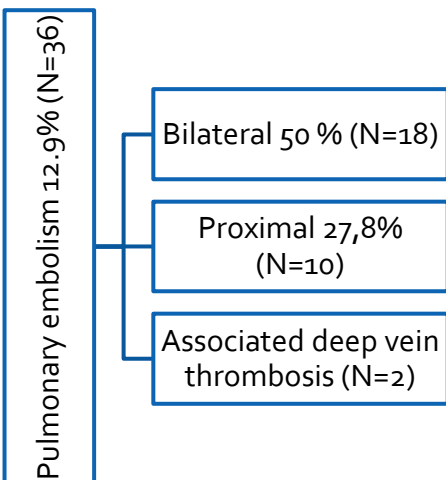 Pulmonary embolism 12.9% (N=36)
Bilateral 50 % (N=18)
Proximal 27,8%
(N=10)
Associated deep vein
thrombosis (N=2)